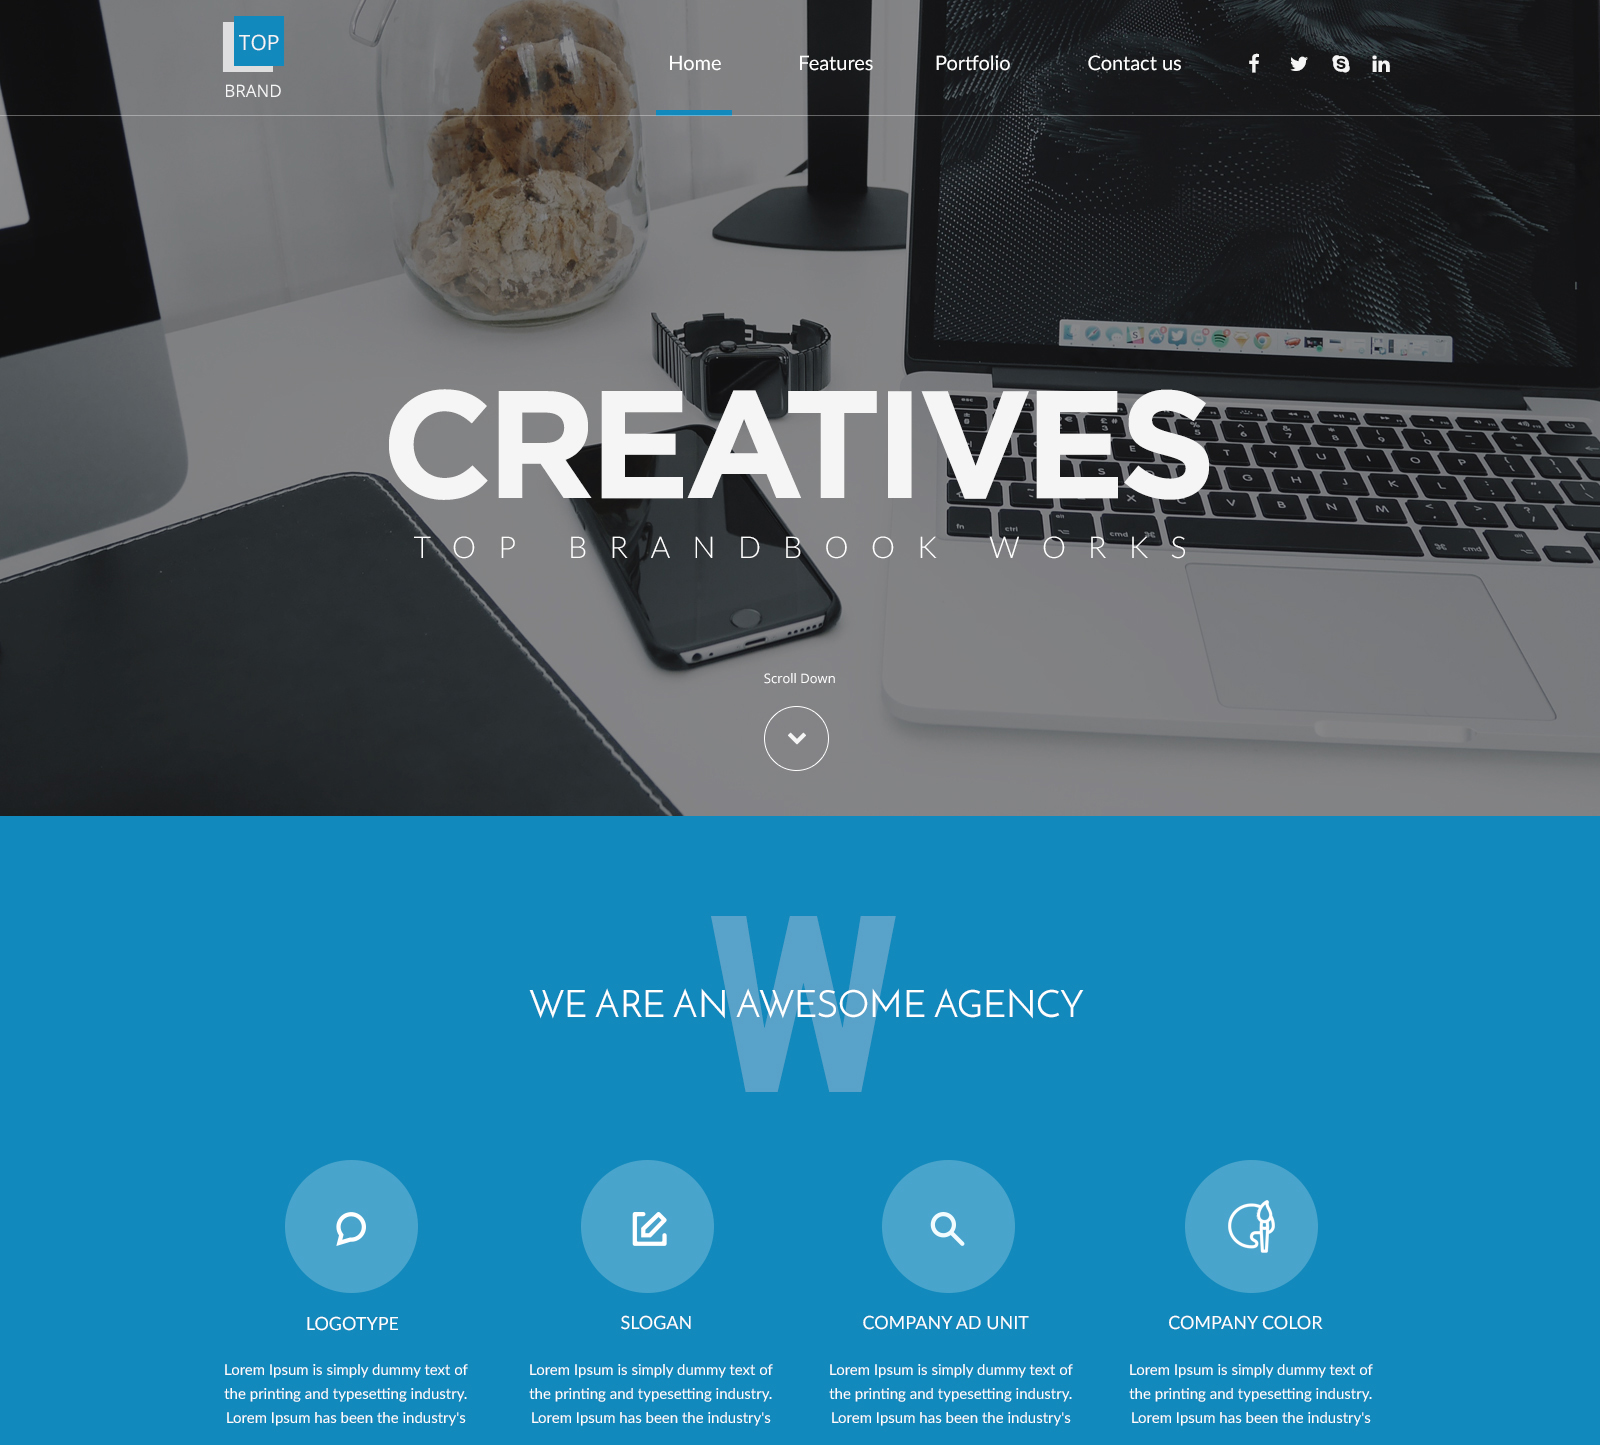 TOP
BRAND
Home Features Portfolio Contact us
CREATIVES
TOP BRANDBOOK WORKS
Scroll Down
W
WE ARE AN AWESOME AGENCY
LOGOTYPE
Lorem Ipsum is simply dummy text of
the printing and typesetting industry.
Lorem Ipsum has been the industry's
SLOGAN
Lorem Ipsum is simply dummy text of
the printing and typesetting industry.
Lorem Ipsum has been the industry's
COMPANY AD UNIT
Lorem Ipsum is simply dummy text of
the printing and typesetting industry.
Lorem Ipsum has been the industry's
COMPANY COLOR
Lorem Ipsum is simply dummy text of
the printing and typesetting industry.
Lorem Ipsum has been the industry's